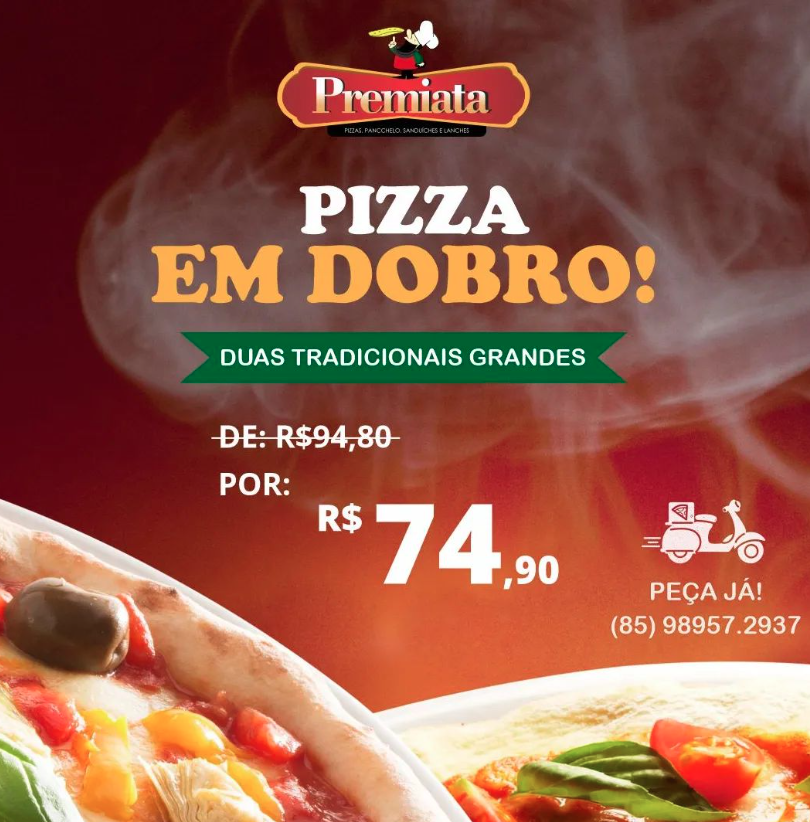 Premiata
PIZZAS, PANCCHELO, SANDUÍCHES E LANCHES
PIZZA
EM DOBRO!
DUAS TRADICIONAIS GRANDES
DE: R$94,80
POR:
R$ 74,90
PEÇA JÁ!
(85) 98957.2937